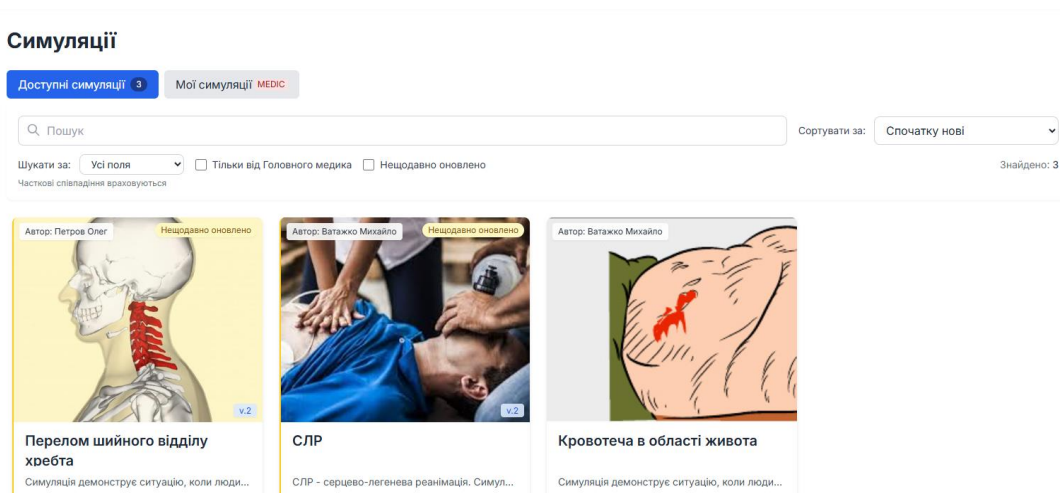 Симуляції
Доступні симуляції 3 Мої симуляції MEDIC
Пошук Сортувати за: Спочатку нові
Шукати за: Усі поля Тільки від Головного медика Нещодавно оновлено Знайдено: 3
Часткові співпадіння враховуються
Автор: Петров Олег Нещодавно оновлено
v.2
Перелом шийного відділу
хребта
Симуляція демонструє ситуацію, коли люди...
Автор: Ватажко Михайло Нещодавно оновлено
v.2
СЛР
СЛР - серцево-легенева реанімація. Симул...
Автор: Ватажко Михайло
Кровотеча в області живота
Симуляція демонструє ситуацію, коли люди...